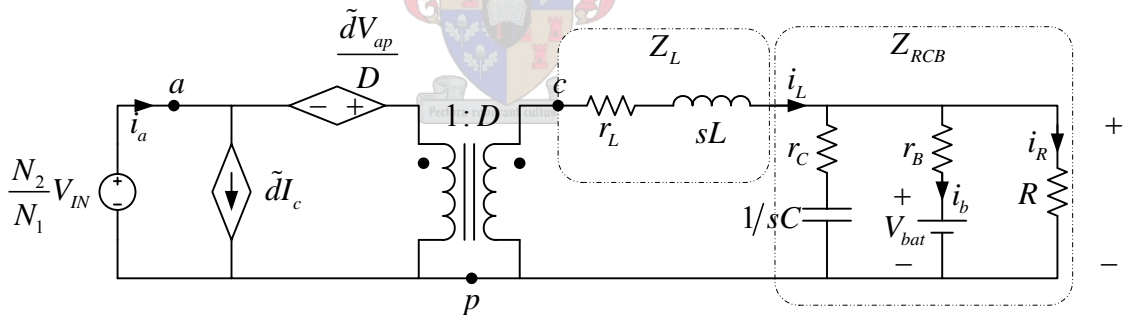 d̃V_ap
D
Z_L
Z_RCB
a
c
i_L
− +
1 : D
i_a
r_L
sL
r_C
r_B
i_R
+
N_2
N_1
V_IN
+
−
d̃I_c
+
i_b
R
1/sC
V_bat
−
−
p